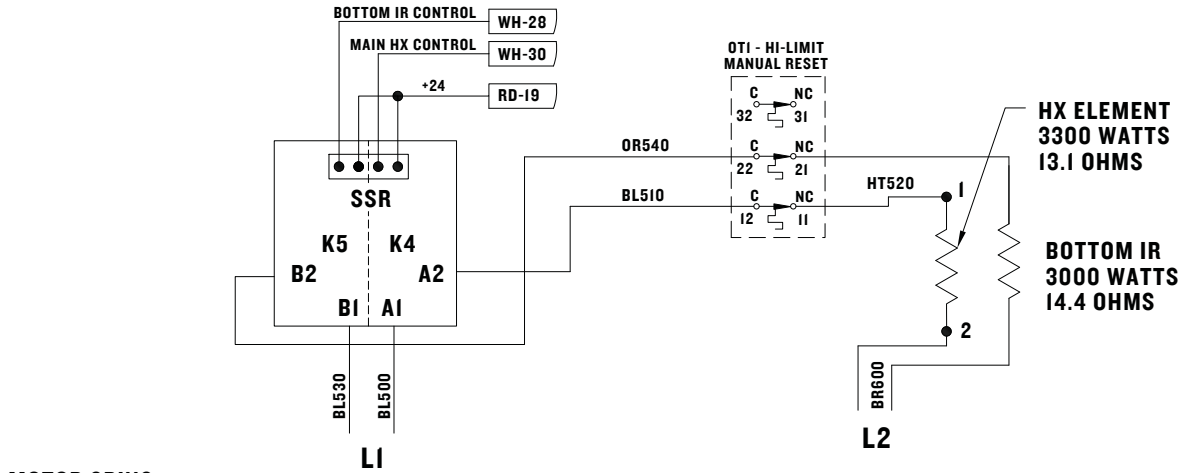 BOTTOM IR CONTROL
WH-28
MAIN HX CONTROL
WH-30
+24
RD-19
OT1 - HI-LIMIT
MANUAL RESET
C NC
32 31
C NC
22 21
C NC
12 11
OR540
BL510
HT520
1
2
HX ELEMENT
3300 WATTS
13.1 OHMS
BOTTOM IR
3000 WATTS
14.4 OHMS
SSR
K5 K4
B2 A2
B1 A1
BL530
BL500
L1
BR600
L2